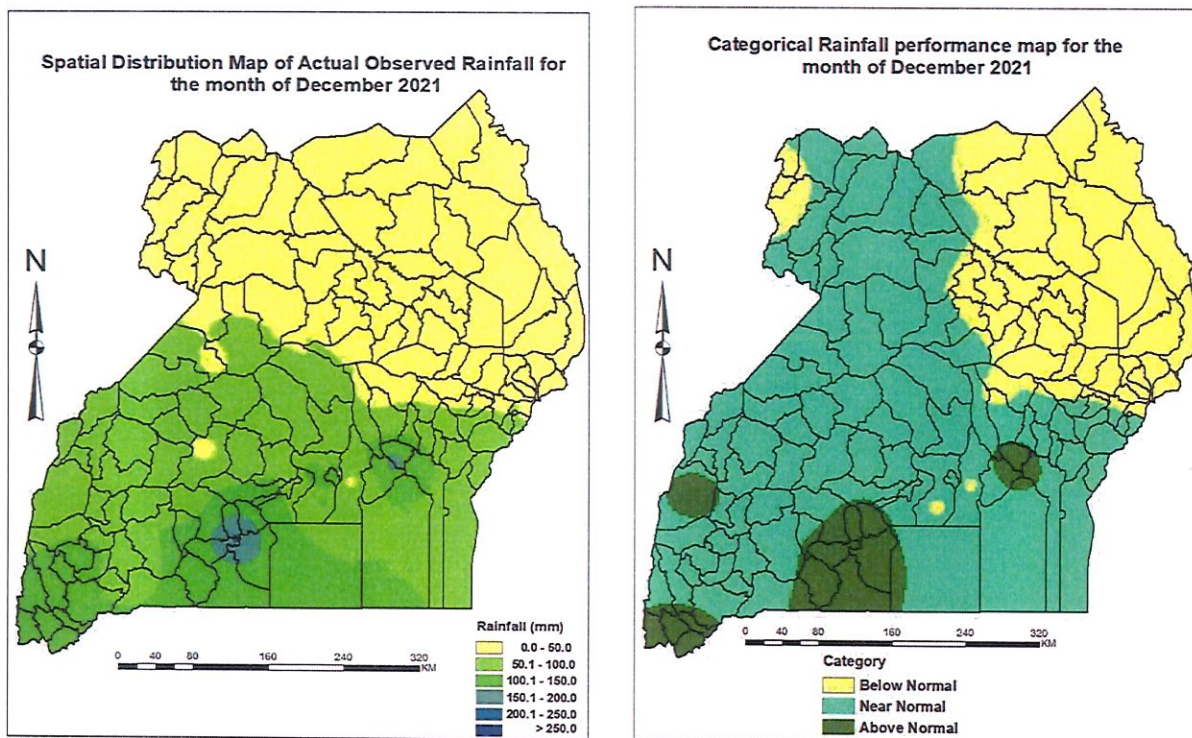 Spatial Distribution Map of Actual Observed Rainfall for
the month of December 2021
N
Rainfall (mm)
0.0 - 50.0
50.1 - 100.0
100.1 - 150.0
150.1 - 200.0
200.1 - 250.0
> 250.0
0 20 40 80 160 240 320
KM
Categorical Rainfall performance map for the
month of December 2021
N
0 20 40 80 160 240 320
KM
Category
Below Normal
Near Normal
Above Normal